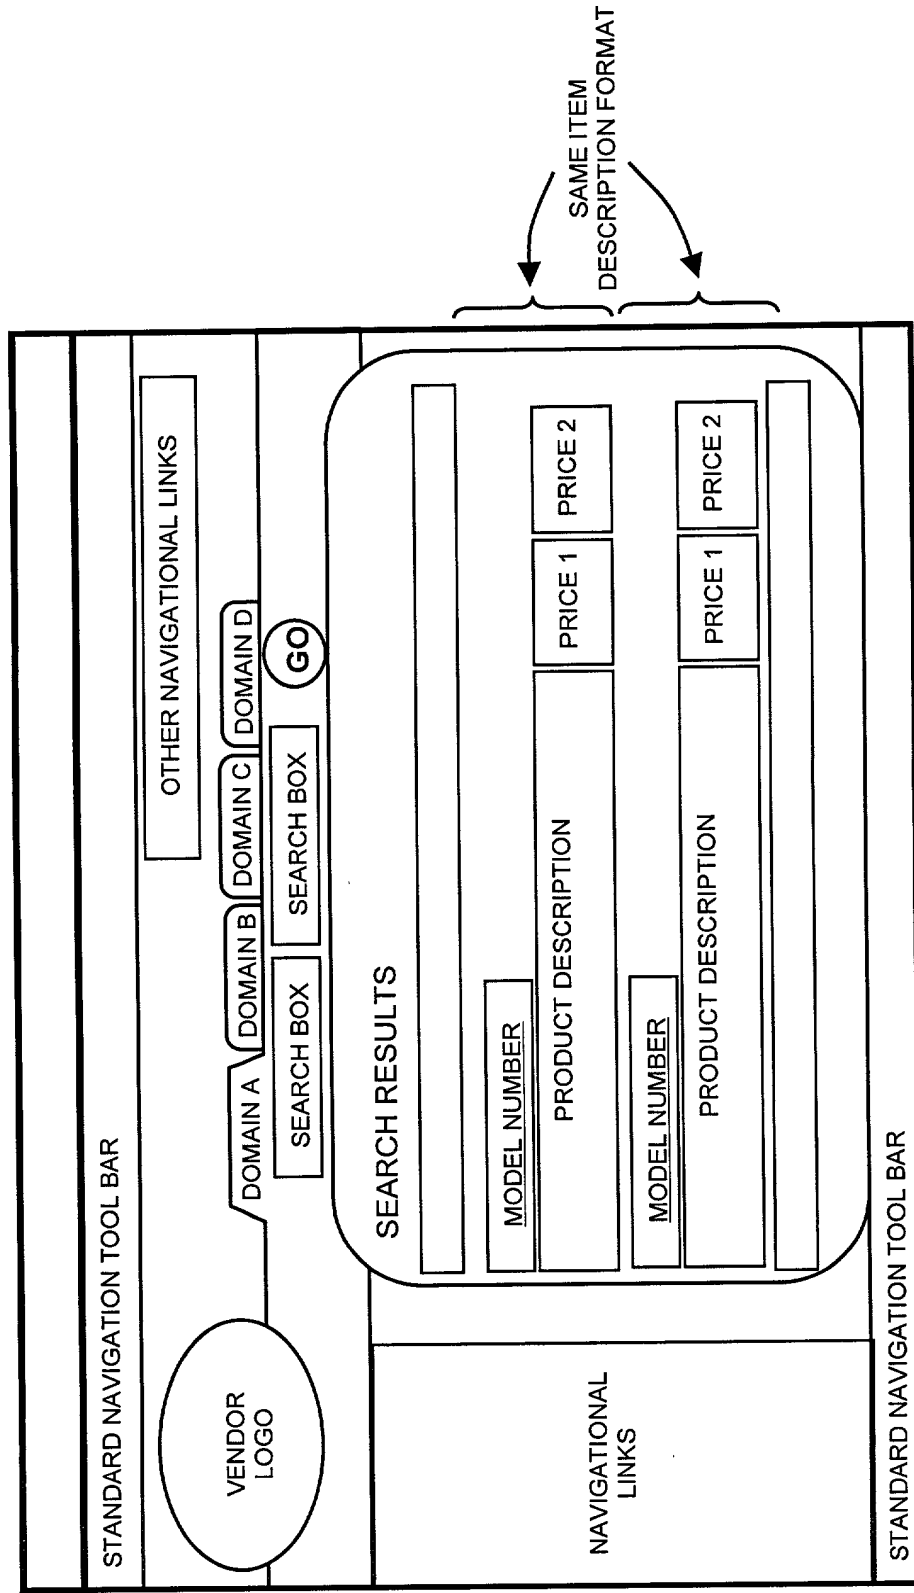 STANDARD NAVIGATION TOOL BAR
OTHER NAVIGATIONAL LINKS
VENDOR
LOGO
DOMAIN A
DOMAIN B
DOMAIN C
DOMAIN D
SEARCH BOX
SEARCH BOX
GO
SEARCH RESULTS
MODEL NUMBER
PRODUCT DESCRIPTION
PRICE 1
PRICE 2
MODEL NUMBER
PRODUCT DESCRIPTION
PRICE 1
PRICE 2
SAME ITEM
DESCRIPTION FORMAT
NAVIGATIONAL
LINKS
STANDARD NAVIGATION TOOL BAR